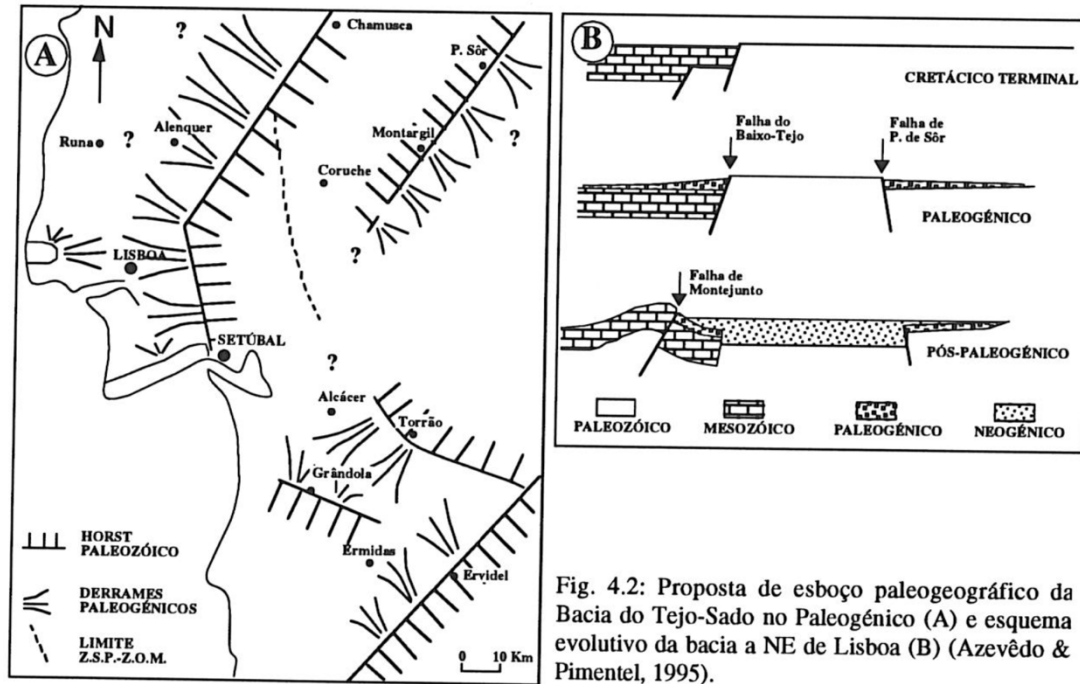 A
N
?
Chamusca
P. Sôr
Runa
?
Alenquer
Montargil
?
Coruche
?
LISBOA
SETÚBAL
?
Alcácer
Torrão
Grândola
Ermidas
Ervidel
HORST
PALEOZÓICO
DERRAMES
PALEOGÉNICOS
LIMITE
Z.S.P.-Z.O.M.
0 10 Km
B
CRETÁCICO TERMINAL
Falha do
Baixo-Tejo
Falha de
P. de Sôr
PALEOGÉNICO
Falha de
Montejunto
PÓS-PALEOGÉNICO
PALEOZÓICO MESOZÓICO PALEOGÉNICO NEOGÉNICO
Fig. 4.2: Proposta de esboço paleogeográfico da
Bacia do Tejo-Sado no Paleogénico (A) e esquema
evolutivo da bacia a NE de Lisboa (B) (Azevêdo &
Pimentel, 1995).